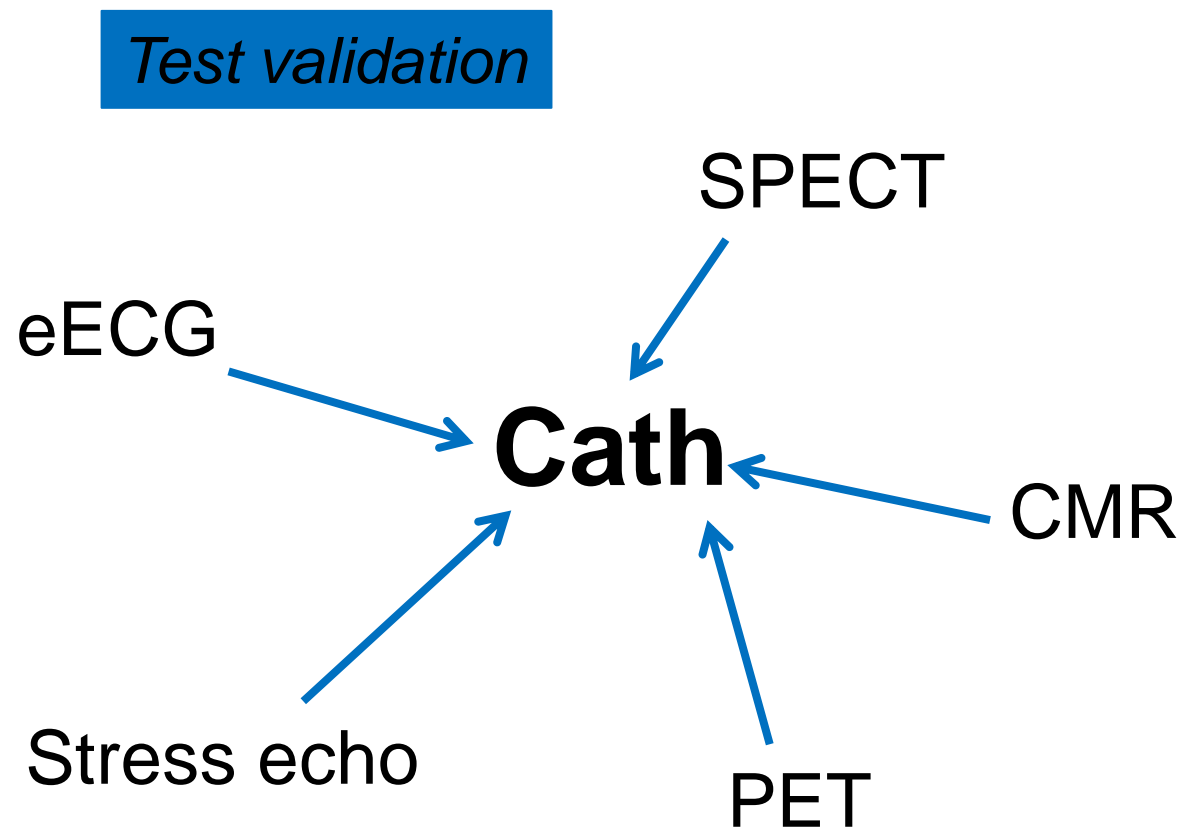 Test validation
SPECT
eECG
Cath
CMR
Stress echo
PET